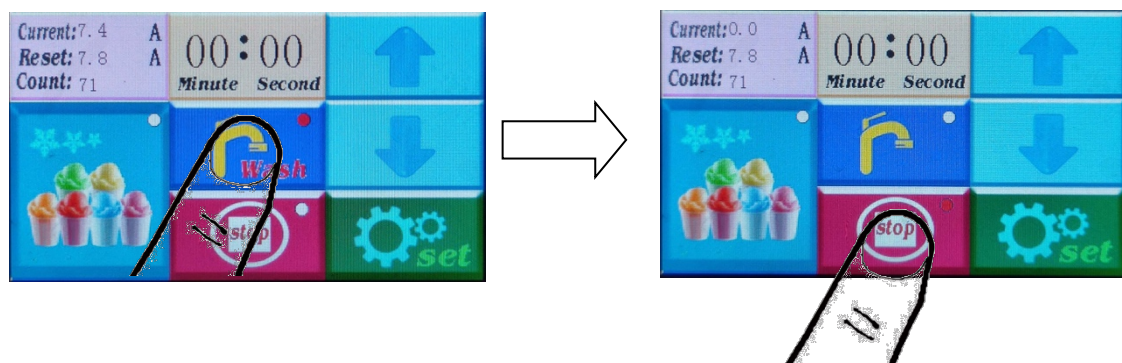 Current:7.4 A
Reset: 7.8 A
Count: 71
00:00
Minute Second
Wash
stop
set
Current:0.0 A
Reset: 7.8 A
Count: 71
00:00
Minute Second
stop
set